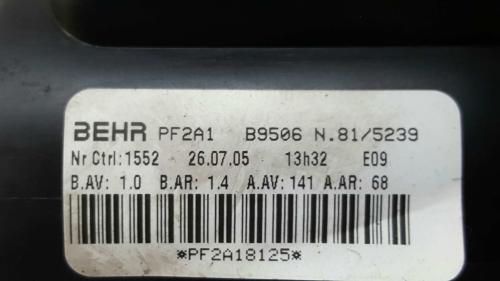 BEHR PF2A1 B9506 N.81/5239
Nr Ctrl:1552 26.07.05 13h32 E09
B.AV: 1.0 B.AR: 1.4 A.AV: 141 A.AR: 68
*PF2A18125*